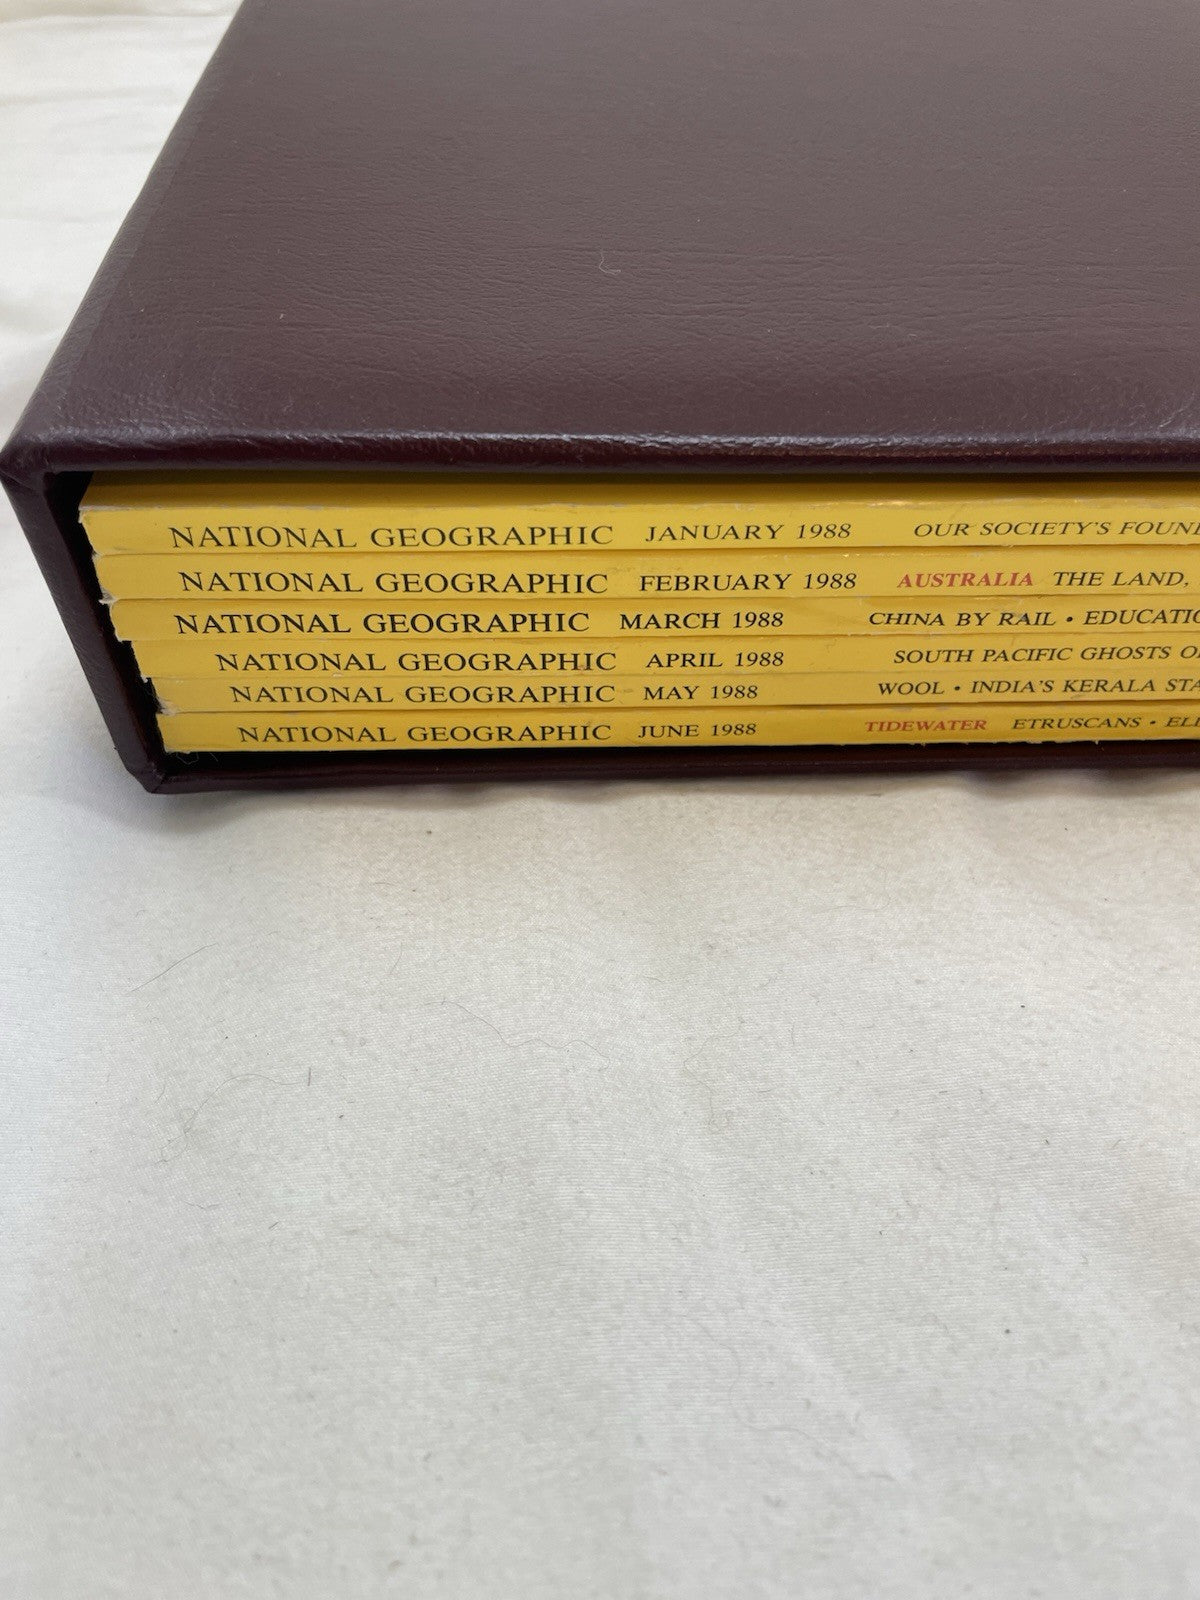 NATIONAL GEOGRAPHIC JANUARY 1988 OUR SOCIETY'S
NATIONAL GEOGRAPHIC FEBRUARY 1988 AUSTRALIA THE LAND,
NATIONAL GEOGRAPHIC MARCH 1988 CHINA BY RAIL •
NATIONAL GEOGRAPHIC APRIL 1988 SOUTH PACIFIC GHOSTS
NATIONAL GEOGRAPHIC MAY 1988 WOOL • INDIA'S KERALA
NATIONAL GEOGRAPHIC JUNE 1988 TIDEWATER ETRUSCANS •